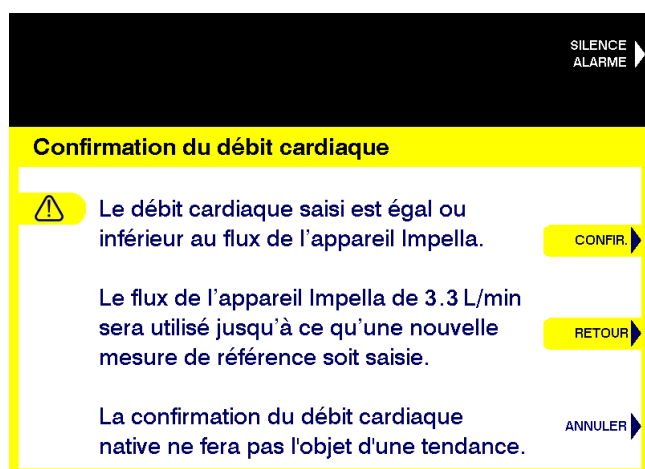 SILENCE
ALARME
Confirmation du débit cardiaque
Le débit cardiaque saisi est égal ou
inférieur au flux de l'appareil Impella.
CONFIR.
Le flux de l'appareil Impella de 3.3 L/min
sera utilisé jusqu'à ce qu'une nouvelle
mesure de référence soit saisie.
RETOUR
La confirmation du débit cardiaque
native ne fera pas l'objet d'une tendance.
ANNULER